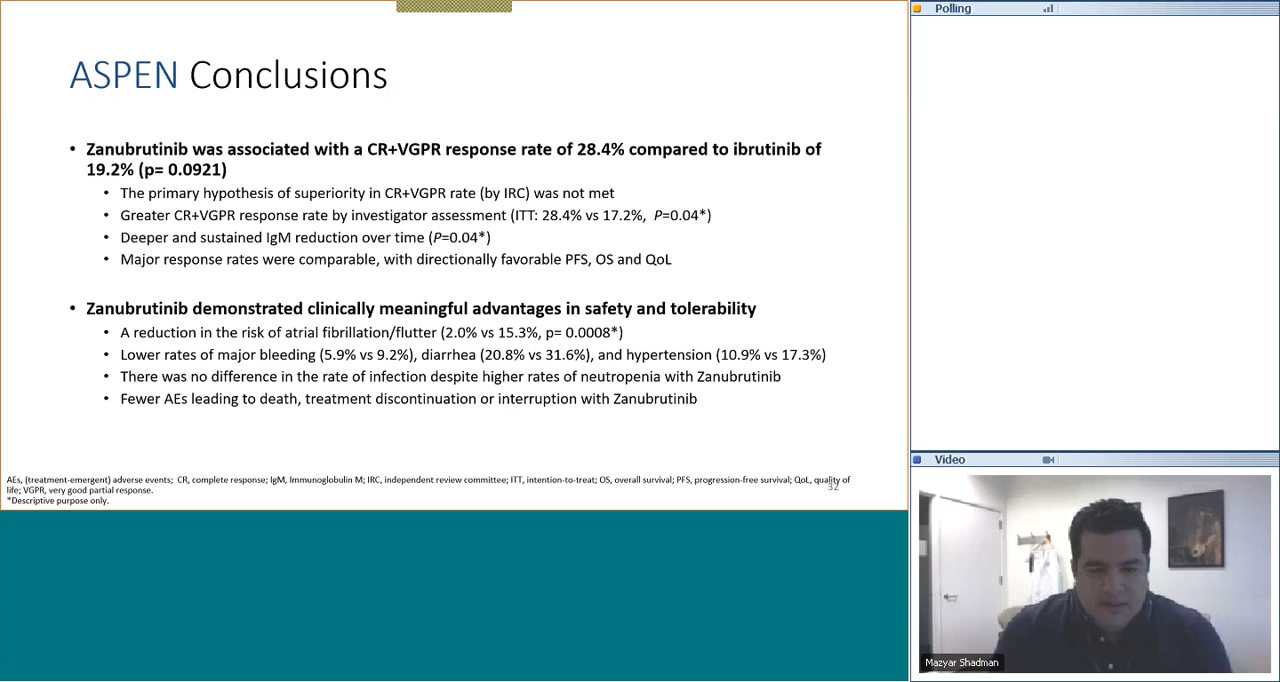 ASPEN Conclusions
• Zanubrutinib was associated with a CR+VGPR response rate of 28.4% compared to ibrutinib of
19.2% (p= 0.0921)
• The primary hypothesis of superiority in CR+VGPR rate (by IRC) was not met
• Greater CR+VGPR response rate by investigator assessment (ITT: 28.4% vs 17.2%, P=0.04*)
• Deeper and sustained IgM reduction over time (P=0.04*)
• Major response rates were comparable, with directionally favorable PFS, OS and QoL
• Zanubrutinib demonstrated clinically meaningful advantages in safety and tolerability
• A reduction in the risk of atrial fibrillation/flutter (2.0% vs 15.3%, p= 0.0008*)
• Lower rates of major bleeding (5.9% vs 9.2%), diarrhea (20.8% vs 31.6%), and hypertension (10.9% vs 17.3%)
• There was no difference in the rate of infection despite higher rates of neutropenia with Zanubrutinib
• Fewer AEs leading to death, treatment discontinuation or interruption with Zanubrutinib
AEs, (treatment-emergent) adverse events; CR, complete response; IgM, Immunoglobulin M; IRC, independent review committee; ITT, intention-to-treat; OS, overall survival; PFS, progression-free survival; QoL, quality of
life; VGPR, very good partial response.
*Descriptive purpose only.
32
Polling
Video
Mazyar Shadman